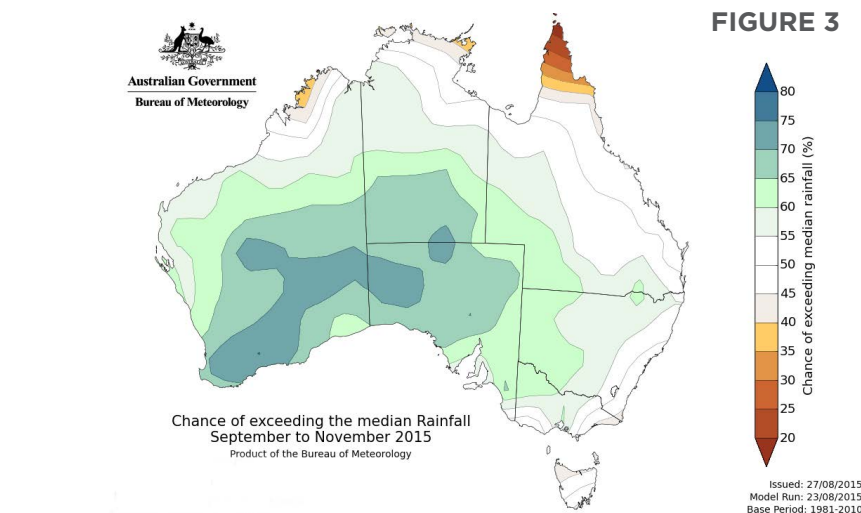 FIGURE 3
Australian Government
Bureau of Meteorology
80
75
70
65
60
55
50
45
40
35
30
25
20
Chance of exceeding median rainfall (%)
Chance of exceeding the median Rainfall
September to November 2015
Product of the Bureau of Meteorology
Issued: 27/08/2015
Model Run: 23/08/2015
Base Period: 1981-2010